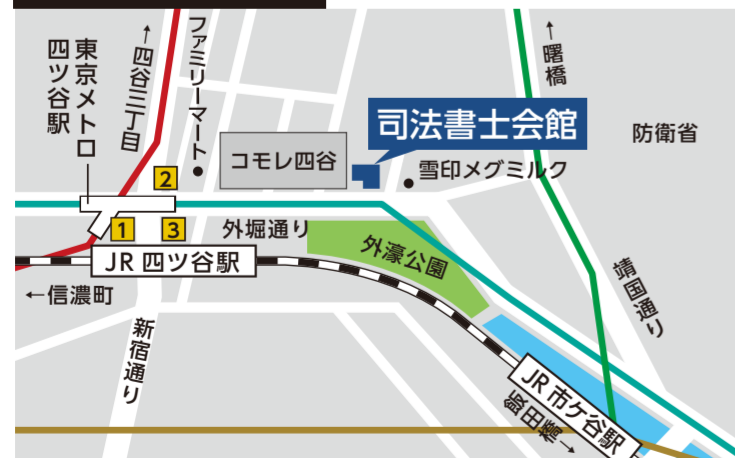 東京メトロ
四ツ谷駅
←四谷三丁目
ファミリーマート
←曙橋
司法書士会館
防衛省
コモレ四谷
雪印メグミルク
2
1
3
外堀通り
JR 四ツ谷駅
外濠公園
←信濃町
靖国通り
新宿通り
JR 市ケ谷駅
飯田橋→